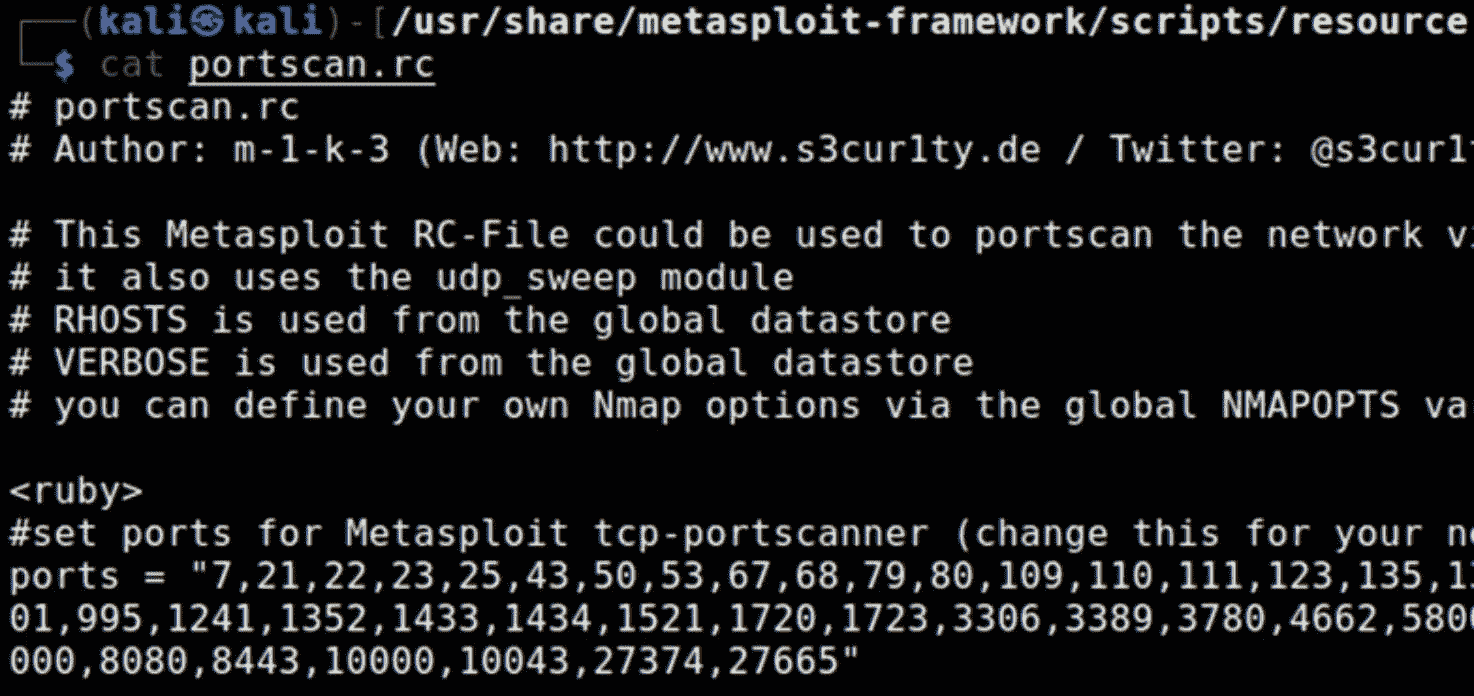 (kali㉿kali)-[/usr/share/metasploit-framework/scripts/resource
$ cat portscan.rc
# portscan.rc
# Author: m-1-k-3 (Web: http://www.s3cur1ty.de / Twitter: @s3cur1
# This Metasploit RC-File could be used to portscan the network
# it also uses the udp_sweep module
# RHOSTS is used from the global datastore
# VERBOSE is used from the global datastore
# you can define your own Nmap options via the global NMAPOPTS va
<ruby>
#set ports for Metasploit tcp-portscanner (change this for your
ports = "7,21,22,23,25,43,50,53,67,68,79,80,109,110,111,123,135,
01,995,1241,1352,1433,1434,1521,1720,1723,3306,3389,3780,4662,
000,8080,8443,10000,10043,27374,27665"